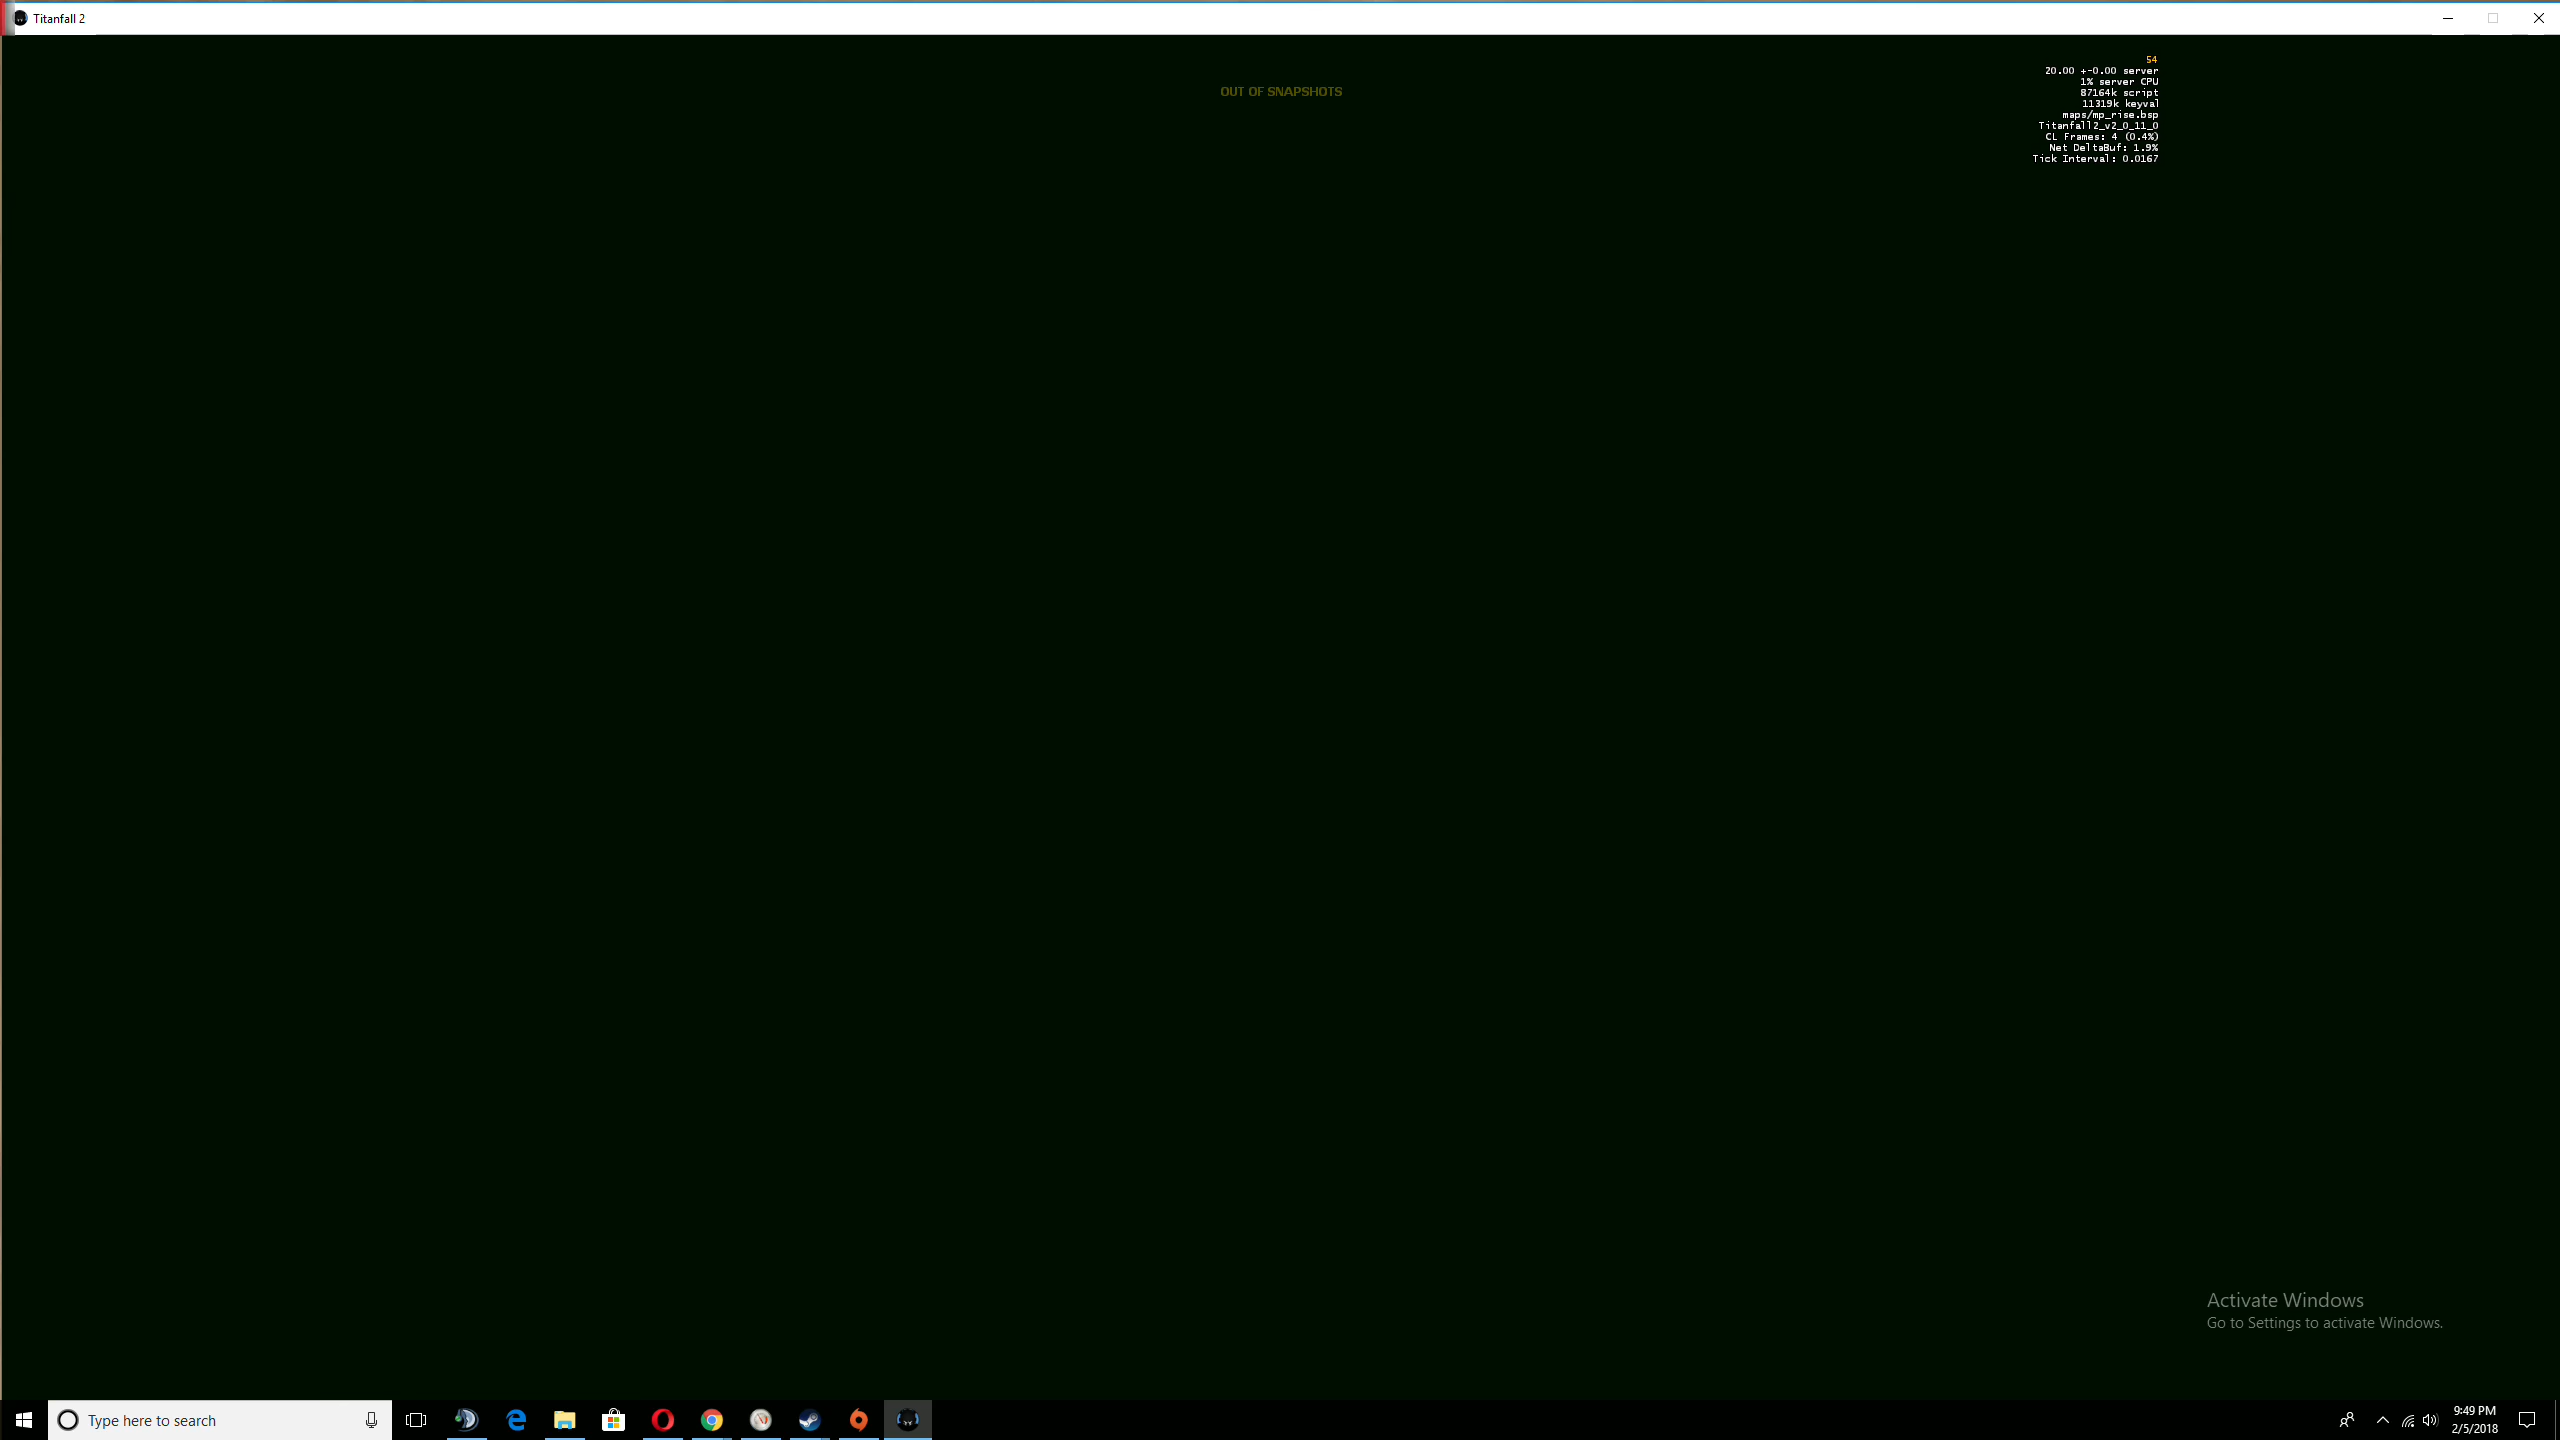 Titanfall 2
54
20.00 +-0.00 server
1% server CPU
OUT OF SNAPSHOTS
87164k script
11319k keyval
maps/mp_rise.bsp
Titanfall2_v2_0_11_0
CL Frames: 4 (0.4%)
Net DeltaBuf: 1.9%
Tick Interval: 0.0167
Activate Windows
Go to Settings to activate Windows.
Type here to search
9:49 PM
2/5/2018